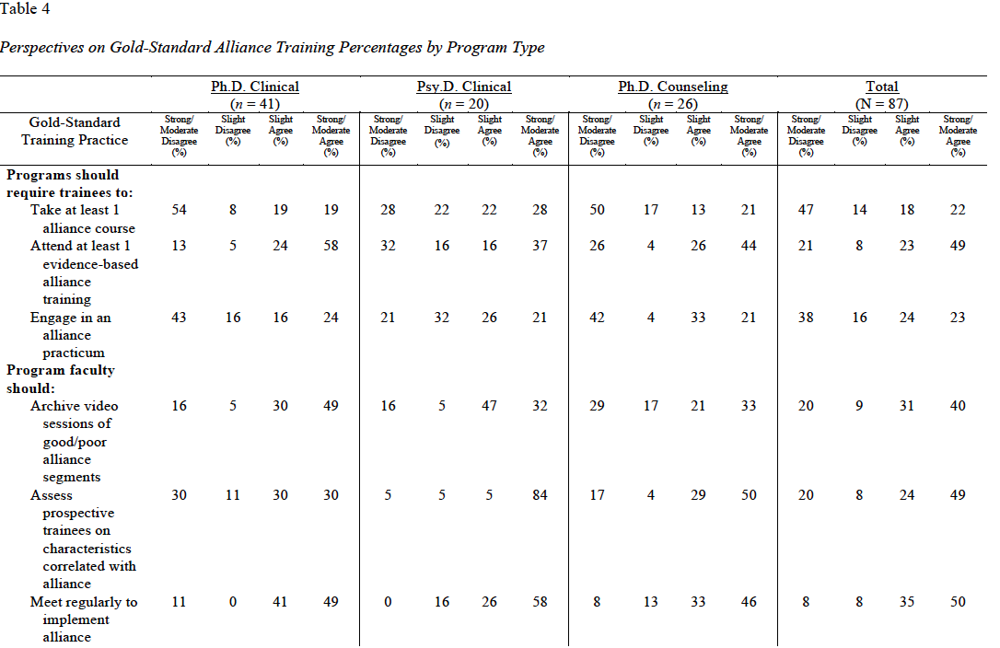 Table 4
Perspectives on Gold-Standard Alliance Training Percentages by Program Type
Ph.D. Clinical Psy.D. Clinical Ph.D. Counseling Total
(n = 41) (n = 20) (n = 26) (N = 87)
Gold-Standard Training Practice Strong/ Moderate Disagree (%) Slight Disagree (%) Slight Agree (%) Strong/ Moderate Agree (%) Strong/ Moderate Disagree (%) Slight Disagree (%) Slight Agree (%) Strong/ Moderate Agree (%) Strong/ Moderate Disagree (%) Slight Disagree (%) Slight Agree (%) Strong/ Moderate Agree (%) Strong/ Moderate Disagree (%) Slight Disagree (%) Slight Agree (%) Strong/ Moderate Agree (%)
Programs should
require trainees to:
Take at least 1 54 8 19 19 28 22 22 28 50 17 13 21 47 14 18 22
alliance course
Attend at least 1 13 5 24 58 32 16 16 37 26 4 26 44 21 8 23 49
evidence-based
alliance
training
Engage in an 43 16 16 24 21 32 26 21 42 4 33 21 38 16 24 23
alliance
practicum
Program faculty
should:
Archive video 16 5 30 49 16 5 47 32 29 17 21 33 20 9 31 40
sessions of
good/poor
alliance
segments
Assess 30 11 30 30 5 5 5 84 17 4 29 50 20 8 24 49
prospective
trainees on
characteristics
correlated with
alliance
Meet regularly to 11 0 41 49 0 16 26 58 8 13 33 46 8 8 35 50
implement
alliance